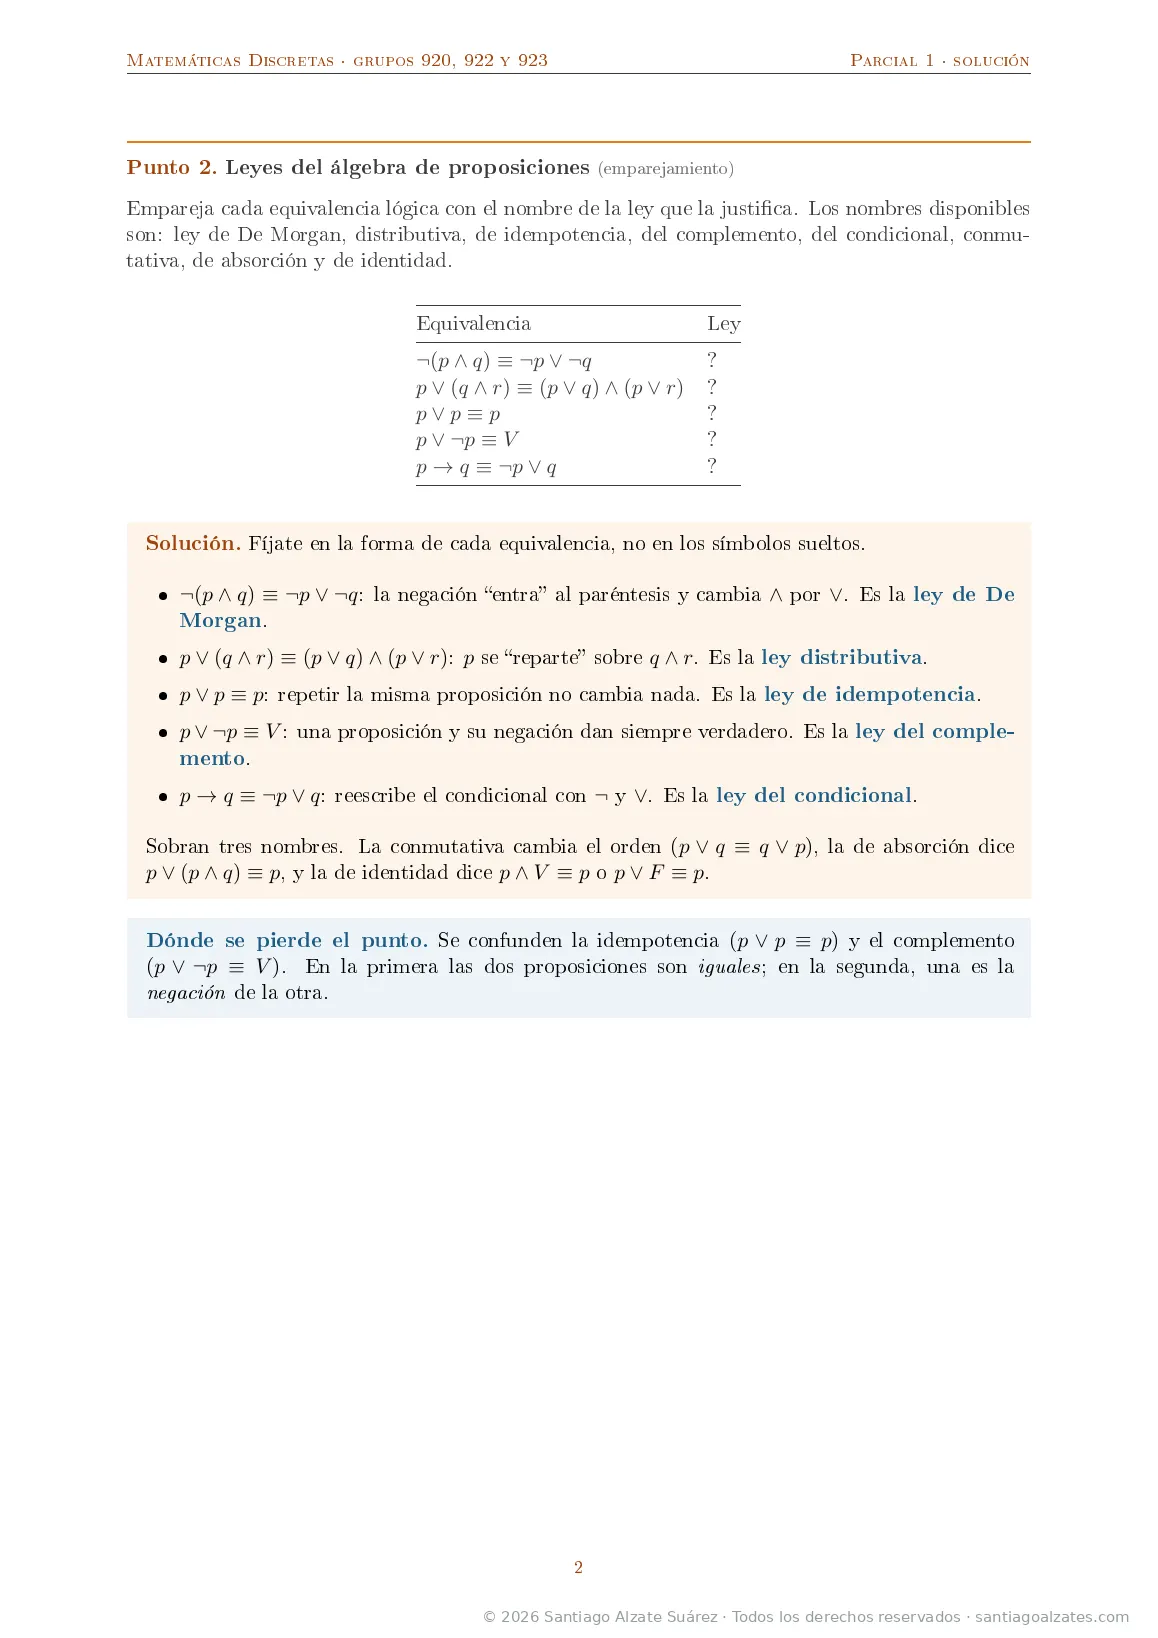 Matemáticas Discretas · grupos 920, 922 y 923 Parcial 1 · solución
Punto 2. Leyes del álgebra de proposiciones (emparejamiento)
Empareja cada equivalencia lógica con el nombre de la ley que la justifica. Los nombres disponibles
son: ley de De Morgan, distributiva, de idempotencia, del complemento, del condicional, conmu-
tativa, de absorción y de identidad.
Equivalencia Ley
¬(p ∧ q) ≡ ¬p ∨ ¬q ?
p ∨ (q ∧ r) ≡ (p ∨ q) ∧ (p ∨ r) ?
p ∨ p ≡ p ?
p ∨ ¬p ≡ V ?
p → q ≡ ¬p ∨ q ?
Solución. Fíjate en la forma de cada equivalencia, no en los símbolos sueltos.
• ¬(p ∧ q) ≡ ¬p ∨ ¬q: la negación “entra” al paréntesis y cambia ∧ por ∨. Es la ley de De
Morgan.
• p ∨ (q ∧ r) ≡ (p ∨ q) ∧ (p ∨ r): p se “reparte” sobre q ∧ r. Es la ley distributiva.
• p ∨ p ≡ p: repetir la misma proposición no cambia nada. Es la ley de idempotencia.
• p ∨ ¬p ≡ V: una proposición y su negación dan siempre verdadero. Es la ley del comple-
mento.
• p → q ≡ ¬p ∨ q: reescribe el condicional con ¬ y ∨. Es la ley del condicional.
Sobran tres nombres. La conmutativa cambia el orden (p ∨ q ≡ q ∨ p), la de absorción dice
p ∨ (p ∧ q) ≡ p, y la de identidad dice p ∧ V ≡ p o p ∨ F ≡ p.
Dónde se pierde el punto. Se confunden la idempotencia (p ∨ p ≡ p) y el complemento
(p ∨ ¬p ≡ V). En la primera las dos proposiciones son iguales; en la segunda, una es la
negación de la otra.
2
© 2026 Santiago Alzate Suárez · Todos los derechos reservados · santiagoalzates.com